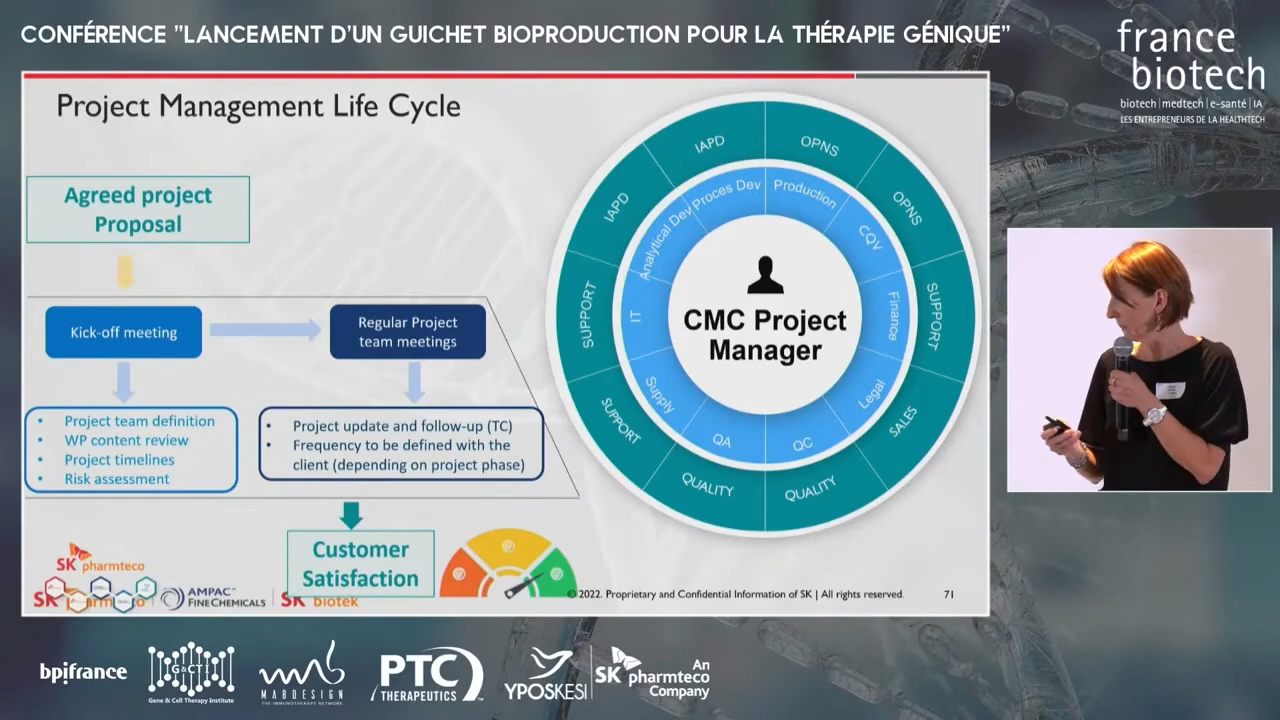 CONFÉRENCE "LANCEMENT D'UN GUICHET BIOPRODUCTION POUR LA THÉRAPIE GÉNIQUE"
france
biotech
biotech | medtech | e-santé | IA
LES ENTREPRENEURS DE LA HEALTHTECH
Project Management Life Cycle
Agreed project
Proposal
Kick-off meeting
Regular Project
team meetings
• Project team definition
• WP content review
• Project timelines
• Risk assessment
• Project update and follow-up (TC)
• Frequency to be defined with the
client (depending on project phase)
Customer
Satisfaction
IAPD
OPNS
OPNS
SUPPORT
SALES
QUALITY
QUALITY
SUPPORT
SUPPORT
IAPD
Proces Dev
Production
CQV
Finance
Legal
QC
QA
Supply
IT
Analytical Dev
CMC Project
Manager
SK pharmteco
AMPAC™
FINE CHEMICALS
SK biotek
© 2022. Proprietary and Confidential Information of SK | All rights reserved.
71
bpifrance
G&CTI
Gene & Cell Therapy Institute
MABDESIGN
THE IMMUNOTHERAPY NETWORK
PTC
THERAPEUTICS
YPOSKESI
SK pharmteco
An
Company